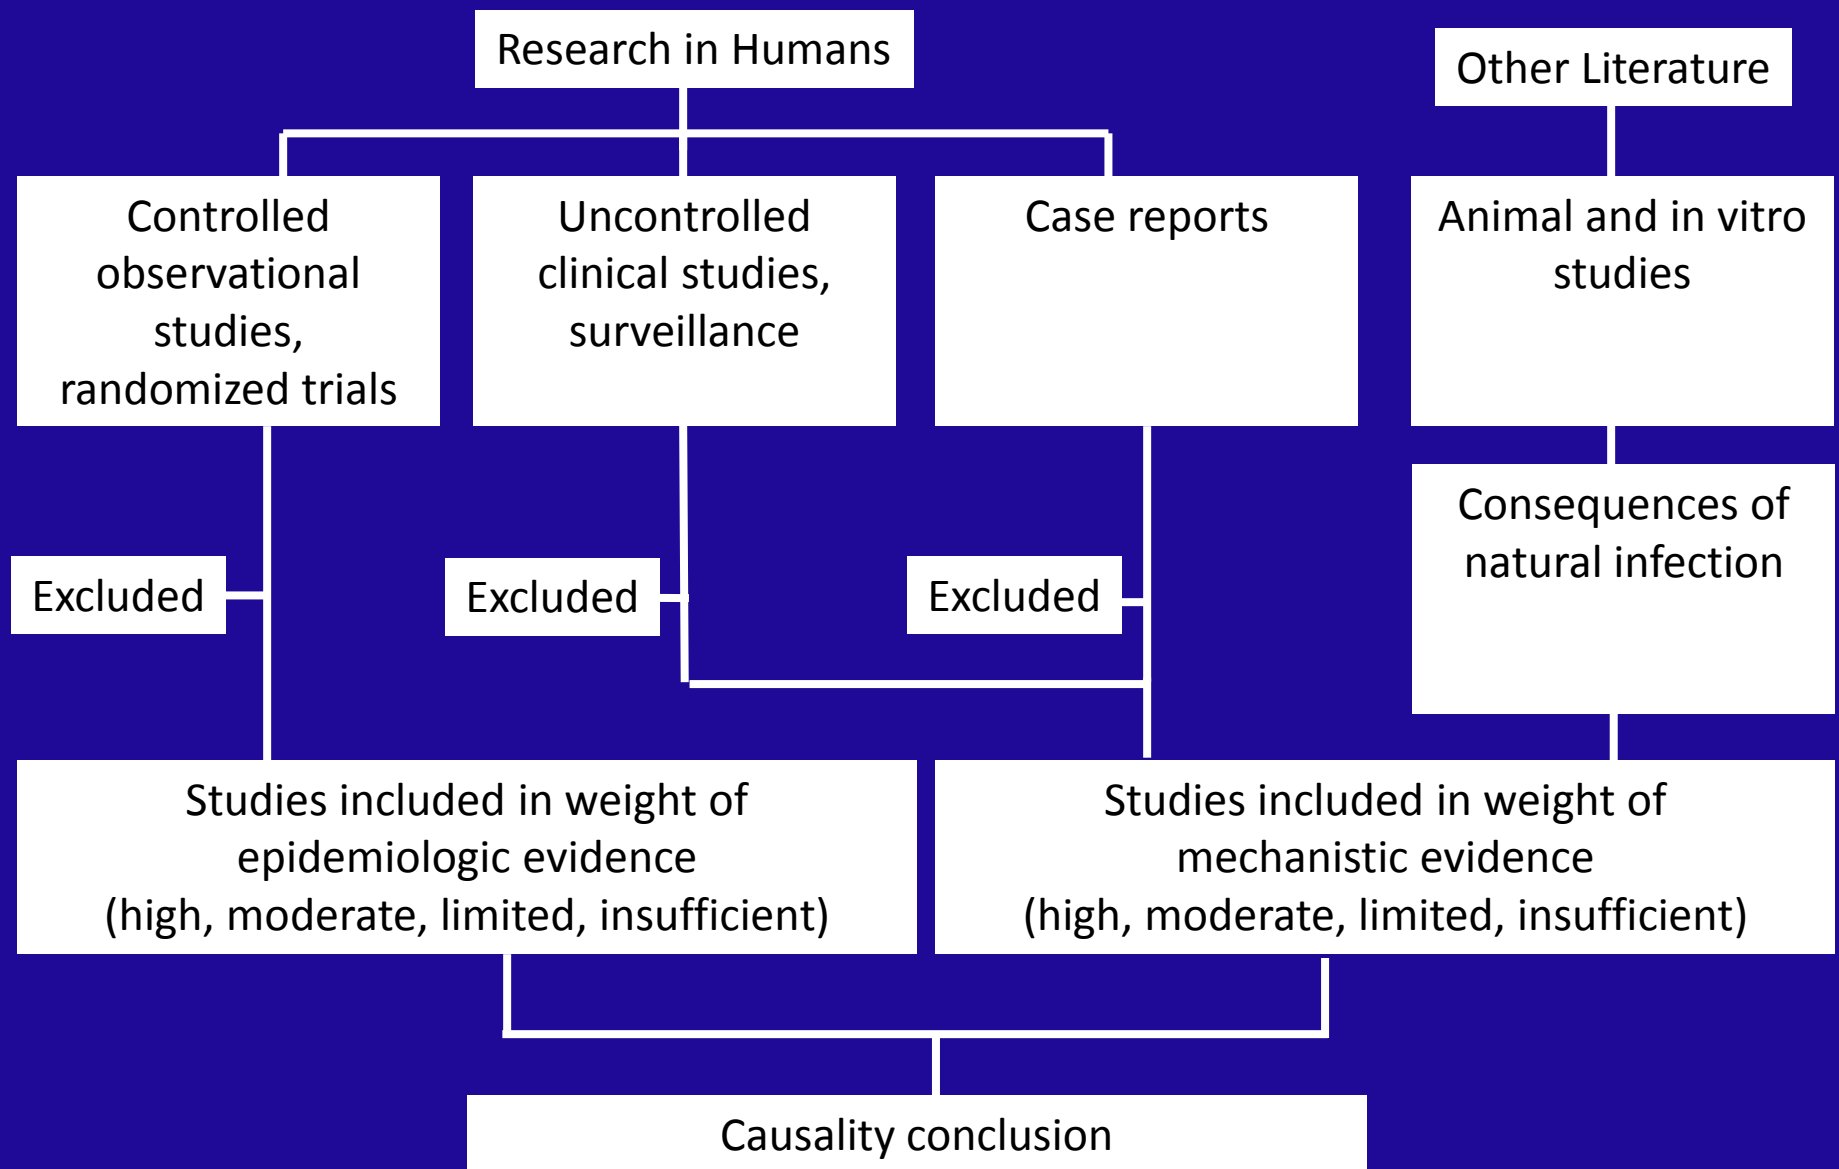 Research in Humans
Other Literature
Controlled
observational
studies,
randomized trials
Uncontrolled
clinical studies,
surveillance
Case reports
Animal and in vitro
studies
Consequences of
natural infection
Excluded
Excluded
Excluded
Studies included in weight of
epidemiologic evidence
(high, moderate, limited, insufficient)
Studies included in weight of
mechanistic evidence
(high, moderate, limited, insufficient)
Causality conclusion